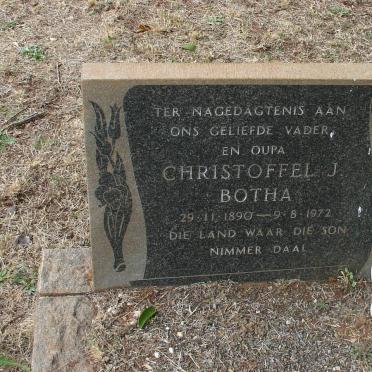 TER NAGEDAGTENIS AAN
ONS GELIEFDE VADER,
EN OUPA
CHRISTOFFEL J.
BOTHA
29·11·1890—9·8·1972
DIE LAND WAAR DIE SON
NIMMER DAAL